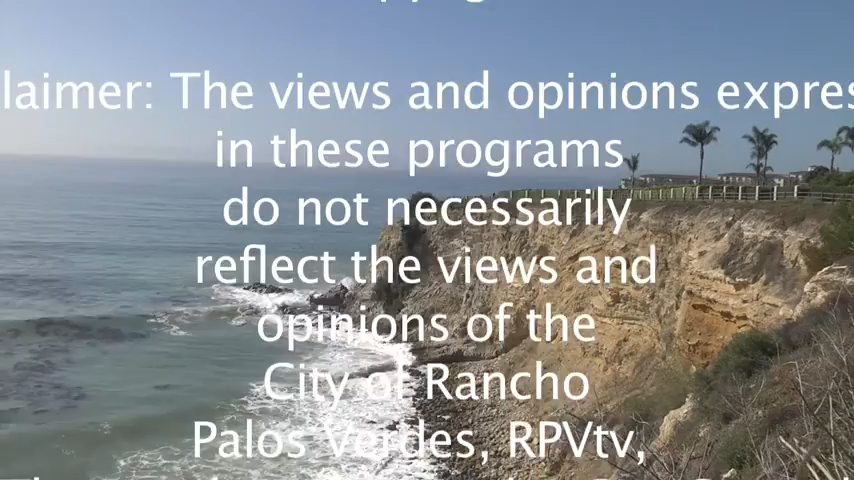 laimer: The views and opinions expres
in these programs
do not necessarily
reflect the views and
opinions of the
City of Rancho
Palos Verdes, RPVtv,